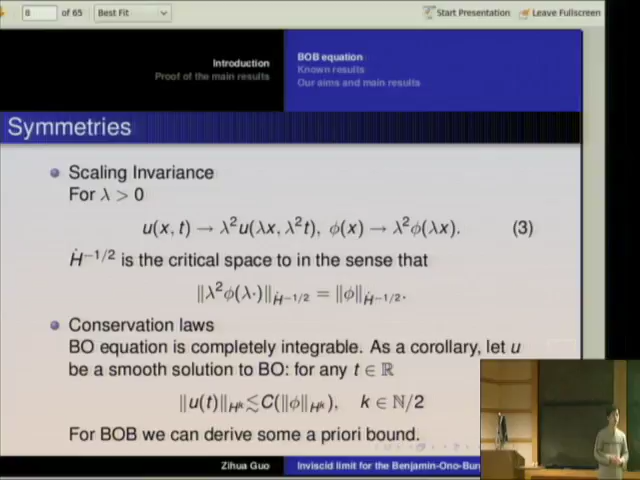 8 of 65 Best Fit Start Presentation Leave Fullscreen
Introduction
Proof of the main results
BOB equation
Known results
Our aims and main results
Symmetries
Scaling Invariance
For λ > 0
u(x, t) → λ²u(λx, λ²t), ϕ(x) → λ²ϕ(λx). (3)
Ḣ⁻¹/² is the critical space to in the sense that
‖λ²ϕ(λ·)‖Ḣ⁻¹/² = ‖ϕ‖Ḣ⁻¹/².
Conservation laws
BO equation is completely integrable. As a corollary, let u
be a smooth solution to BO: for any t ∈ ℝ
‖u(t)‖Hᵏ ≲ C(‖ϕ‖Hᵏ), k ∈ ℕ/2
For BOB we can derive some a priori bound.
Zihua Guo Inviscid limit for the Benjamin-Ono-Bu